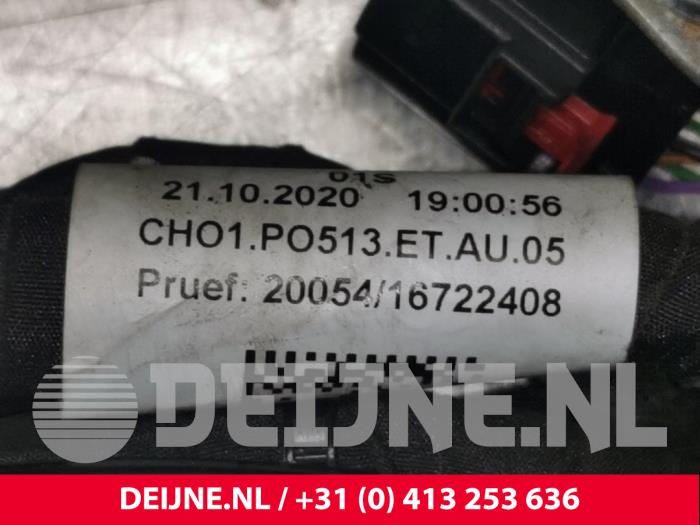 01S
21.10.2020 19:00:56
CHO1.PO513.ET.AU.05
Pruef: 20054/16722408
DEIJNE.NL
DEIJNE.NL / +31 (0) 413 253 636